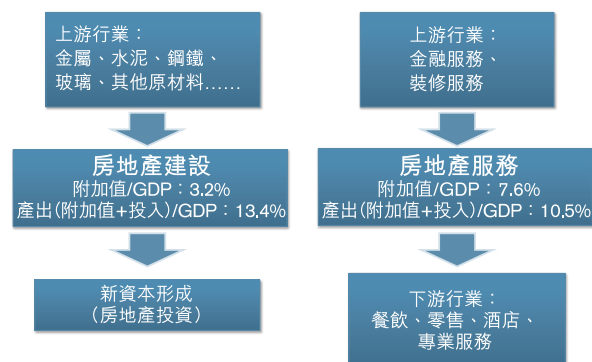 上游行業：
金屬、水泥、鋼鐵、
玻璃、其他原材料……
房地產建設
附加值/GDP：3.2%
產出(附加值+投入)/GDP：13.4%
新資本形成
（房地產投資）
上游行業：
金融服務、
裝修服務
房地產服務
附加值/GDP：7.6%
產出(附加值+投入)/GDP：10.5%
下游行業：
餐飲、零售、酒店、
專業服務